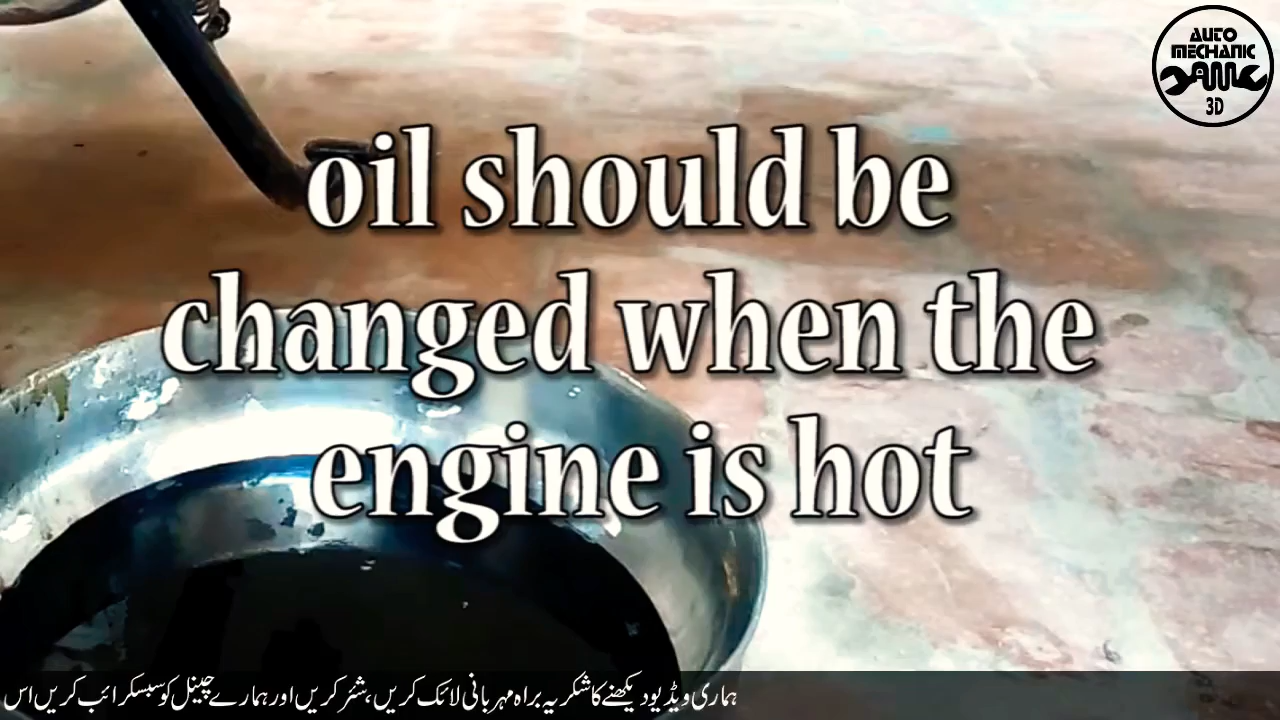 AUTO
MECHANIC
AMC
3D
oil should be
changed when the
engine is hot
ہماری ویڈیو دیکھنے کا شکریہ براہ مہربانی لائک کریں، شئر کریں اور ہمارے چینل کو سبسکرائب کریں اس